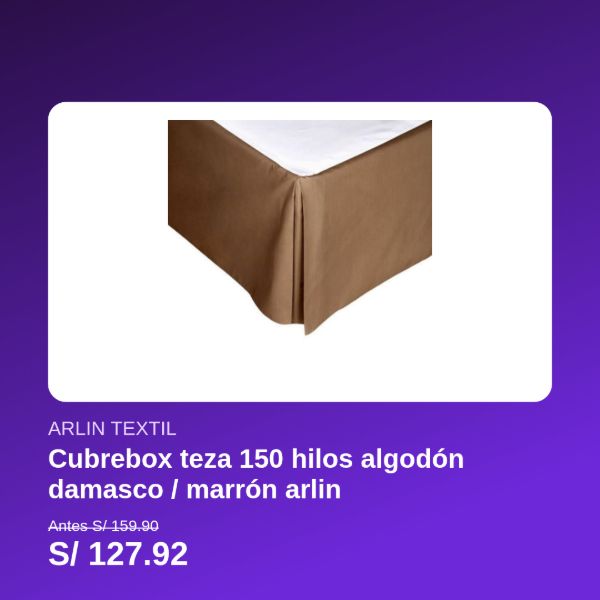 ARLIN TEXTIL
Cubrebox teza 150 hilos algodón
damasco / marrón arlin
Antes S/ 159.90
S/ 127.92